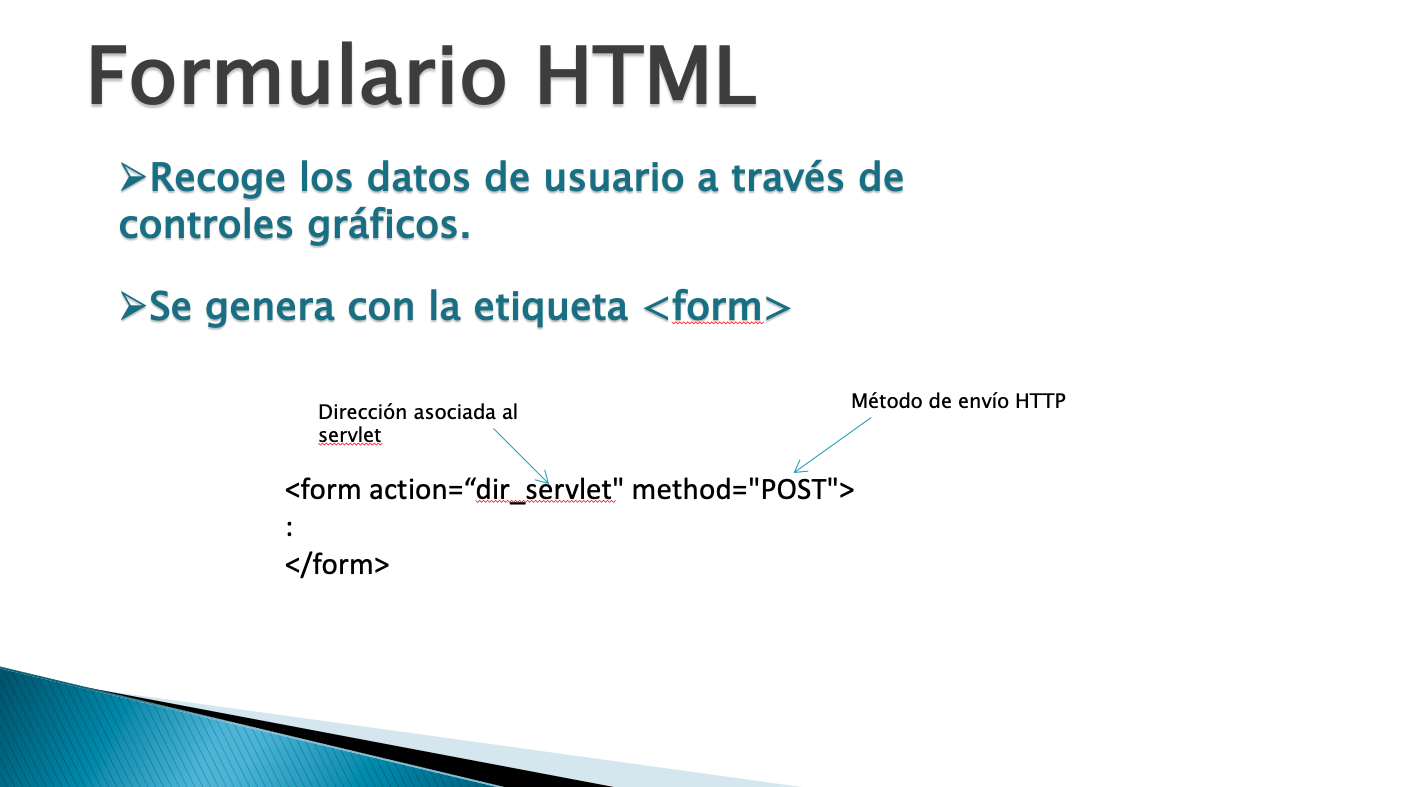 Formulario HTML
➢Recoge los datos de usuario a través de
controles gráficos.
➢Se genera con la etiqueta <form>
Dirección asociada al
servlet
Método de envío HTTP
<form action=“dir_servlet" method="POST">
:
</form>